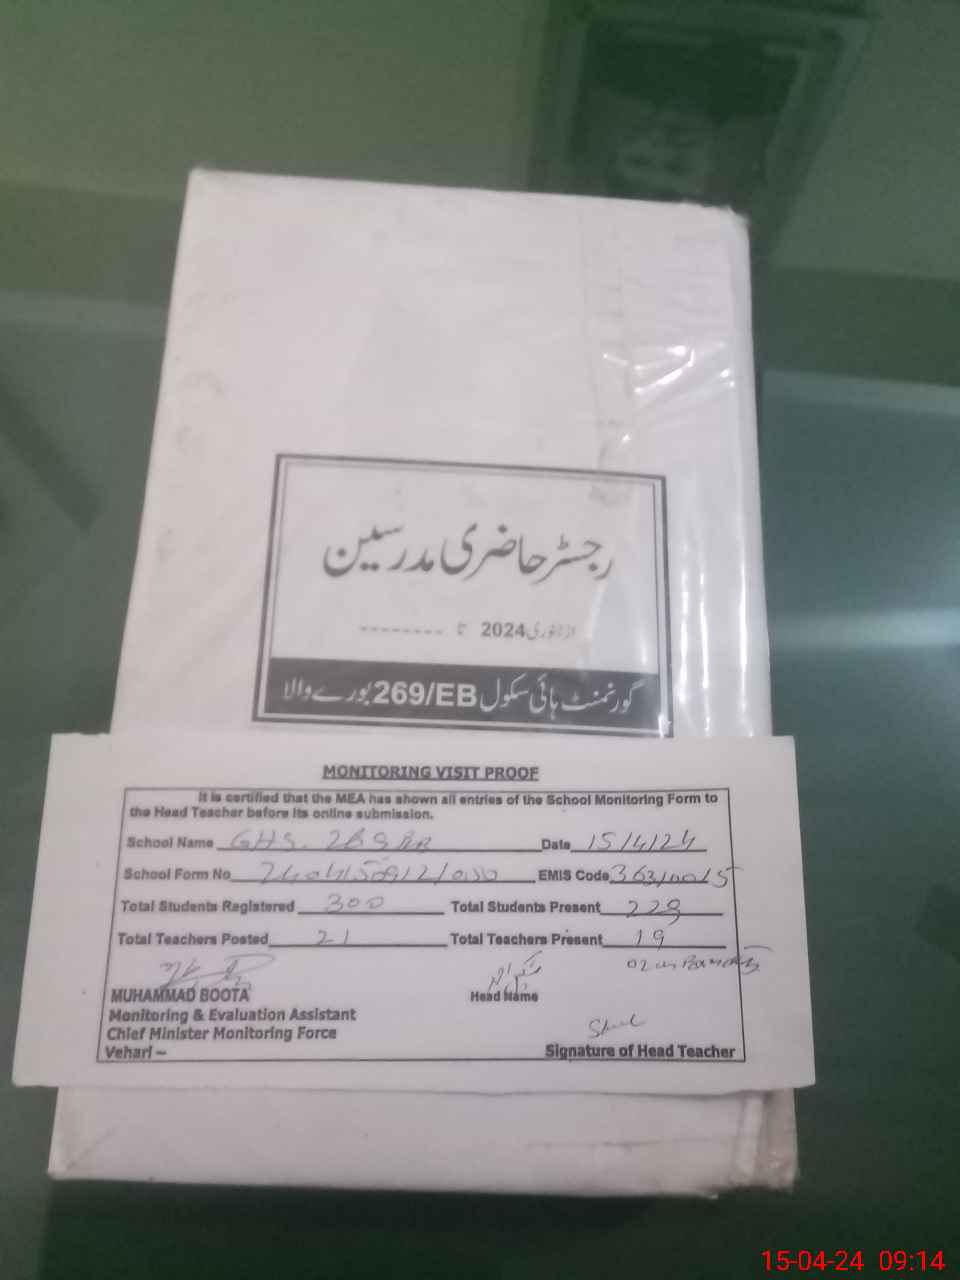 رجسٹر حاضری مدرسین
از جنوری 2024 تا --------
گورنمنٹ ہائی سکول 269/EB بورے والا
MONITORING VISIT PROOF
It is certified that the MEA has shown all entries of the School Monitoring Form to
the Head Teacher before its online submission.
School Name GHS. 269 Date 15/4/24
School Form No EMIS Code
Total Students Registered 300 Total Students Present 229
Total Teachers Posted 21 Total Teachers Present 19
02
MUHAMMAD BOOTA Head Name
Monitoring & Evaluation Assistant
Chief Minister Monitoring Force
Vehari – Signature of Head Teacher
15-04-24 09:14